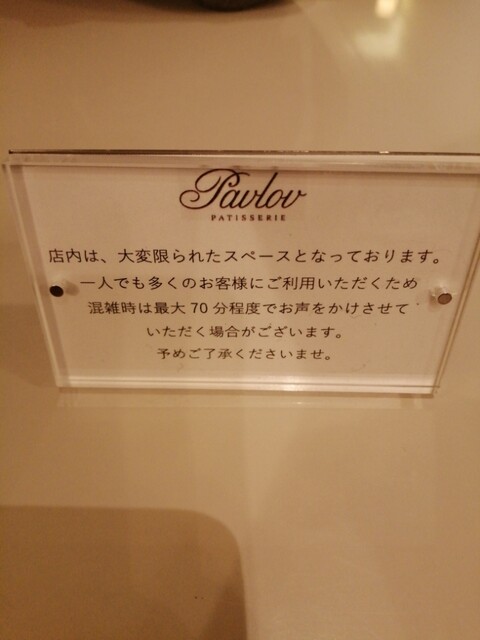 Pavlov
PATISSERIE
店内は、大変限られたスペースとなっております。
一人でも多くのお客様にご利用いただくため
混雑時は最大 70 分程度でお声をかけさせて
いただく場合がございます。
予めご了承くださいませ。